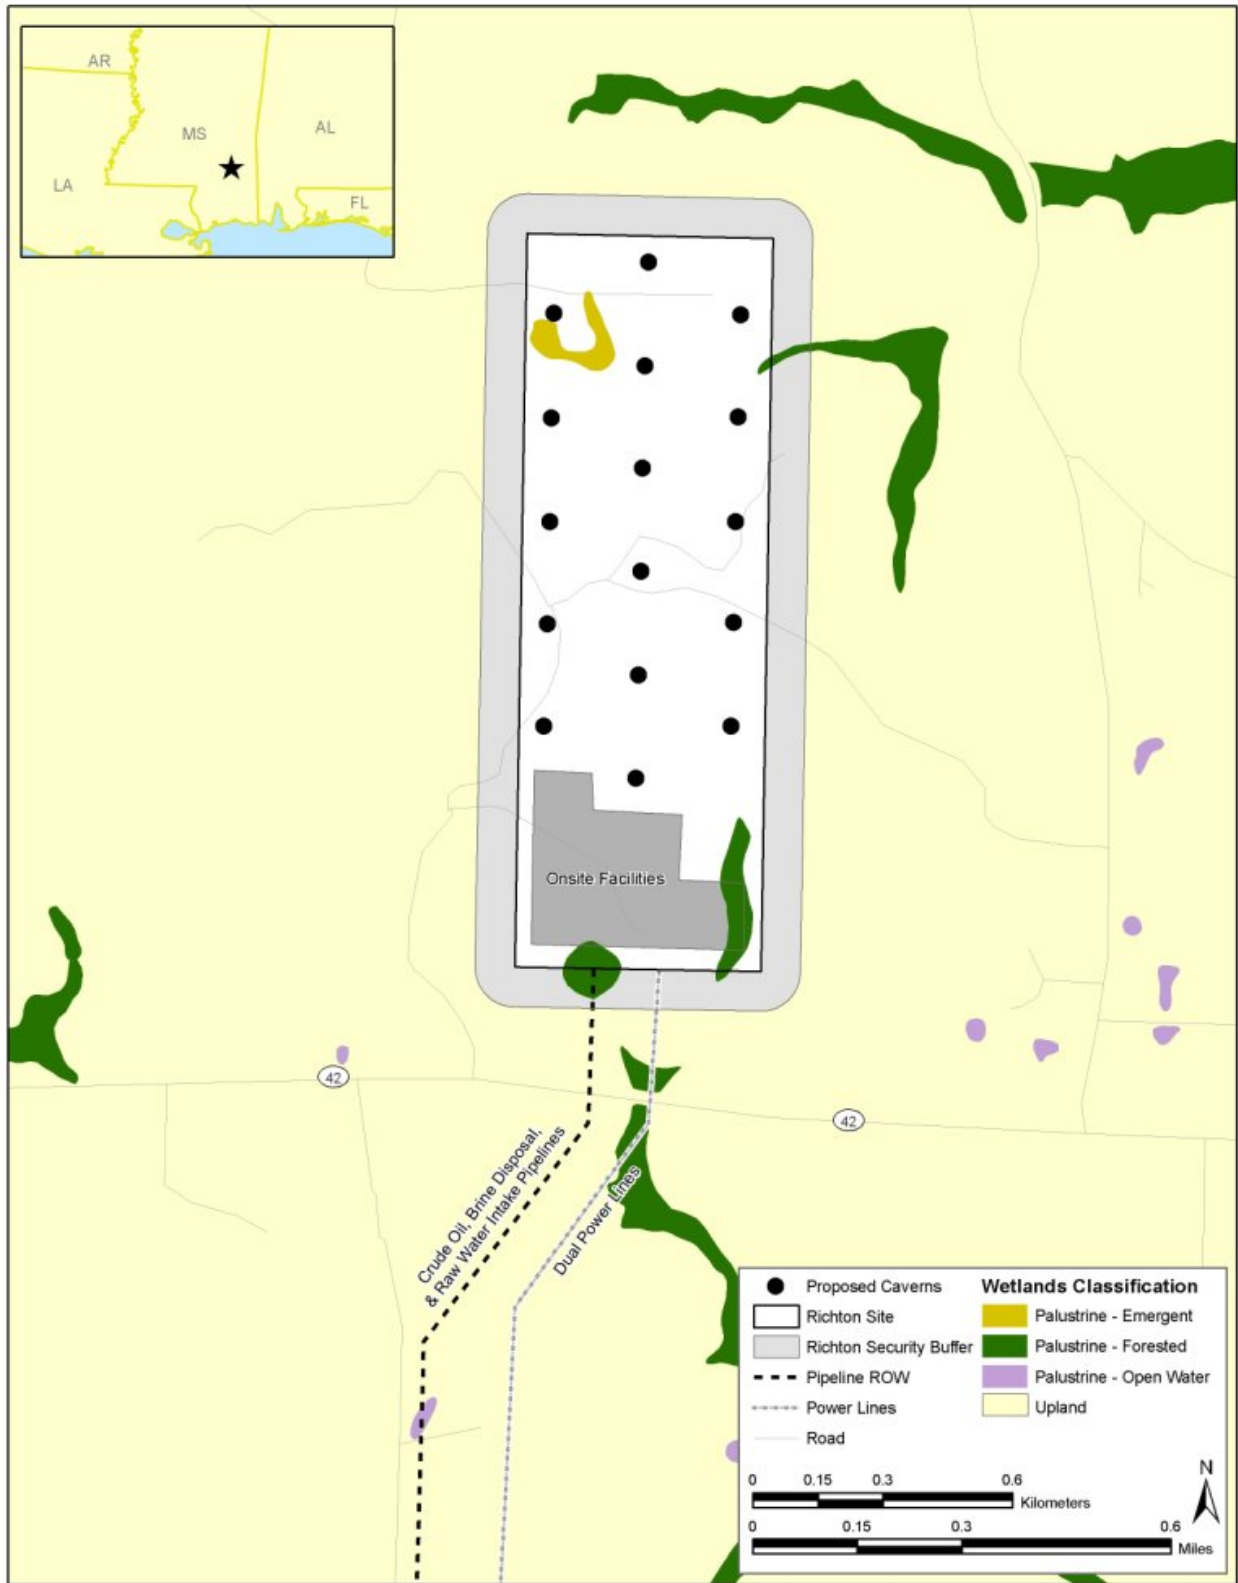 AR
MS
AL
LA
FL
Onsite Facilities
42
42
Crude Oil, Brine Disposal,
& Raw Water Intake Pipelines
Dual Power Lines
Proposed Caverns
Richton Site
Richton Security Buffer
Pipeline ROW
Power Lines
Road
Wetlands Classification
Palustrine - Emergent
Palustrine - Forested
Palustrine - Open Water
Upland
0 0.15 0.3 0.6
Kilometers
0 0.15 0.3 0.6
Miles
N